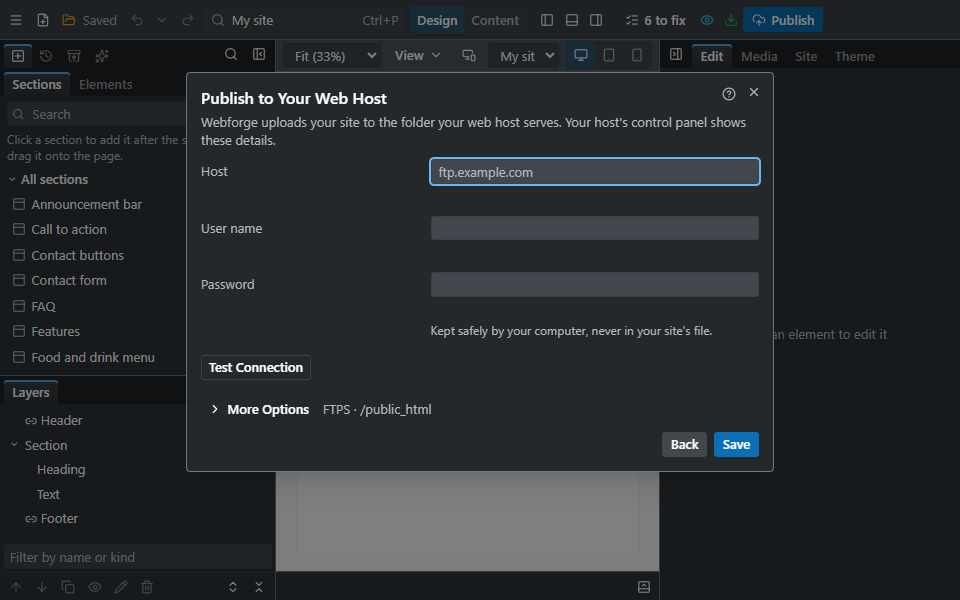 Saved
My site
Ctrl+P
Design
Content
6 to fix
Publish
Fit (33%)
View
My sit
Edit
Media
Site
Theme
Sections
Elements
Search
Click a section to add it after the s
drag it onto the page.
All sections
Announcement bar
Call to action
Contact buttons
Contact form
FAQ
Features
Food and drink menu
Layers
Header
Section
Heading
Text
Footer
Filter by name or kind
Publish to Your Web Host
Webforge uploads your site to the folder your web host serves. Your host's control panel shows
these details.
Host
ftp.example.com
User name
Password
Kept safely by your computer, never in your site's file.
Test Connection
More Options
FTPS · /public_html
Back
Save
an element to edit it